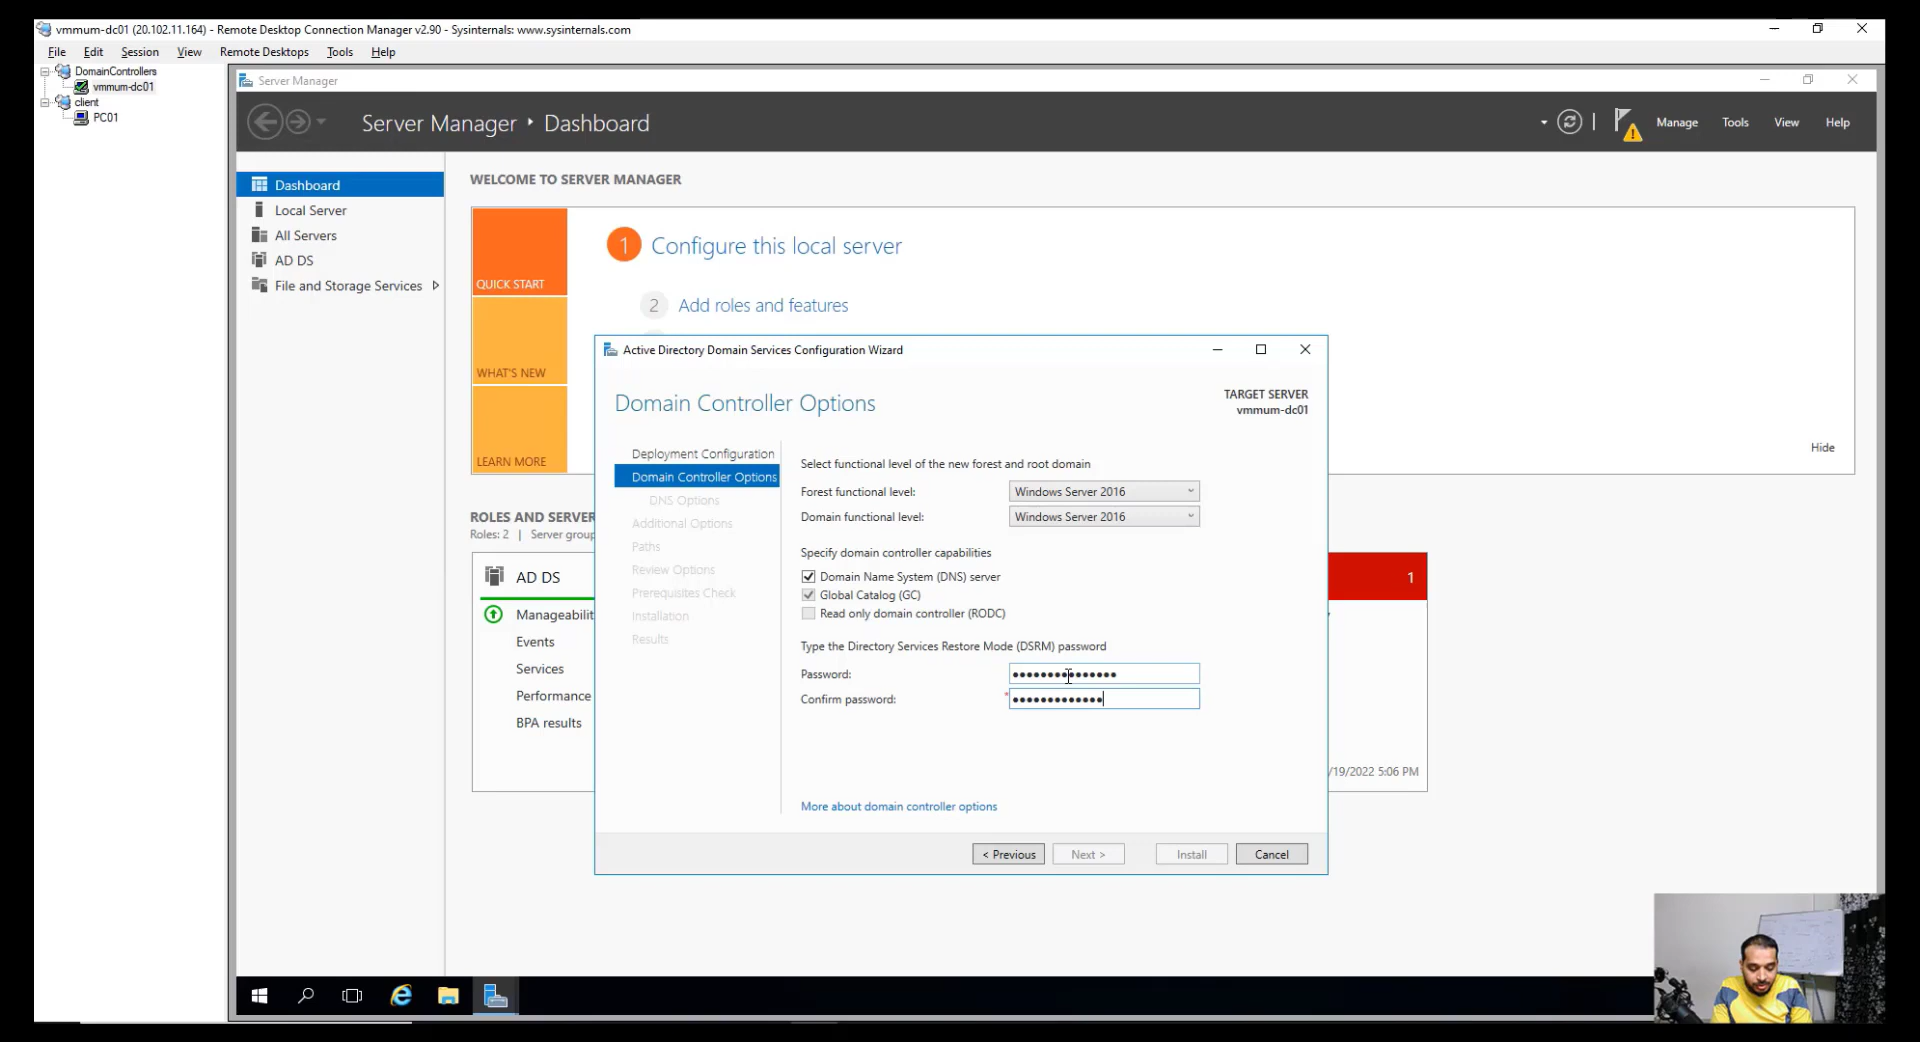 vmmum-dc01 (20.102.11.164) - Remote Desktop Connection Manager v2.90 - Sysinternals: www.sysinternals.com
File Edit Session View Remote Desktops Tools Help
DomainControllers
vmmum-dc01
client
PC01
Server Manager
Server Manager ‣ Dashboard
Manage Tools View Help
Dashboard
Local Server
All Servers
AD DS
File and Storage Services
WELCOME TO SERVER MANAGER
QUICK START
WHAT'S NEW
LEARN MORE
1 Configure this local server
2 Add roles and features
Hide
ROLES AND SERVER
Roles: 2 | Server group
AD DS
Manageabilit
Events
Services
Performance
BPA results
1
/19/2022 5:06 PM
Active Directory Domain Services Configuration Wizard
Domain Controller Options
TARGET SERVER
vmmum-dc01
Deployment Configuration
Domain Controller Options
DNS Options
Additional Options
Paths
Review Options
Prerequisites Check
Installation
Results
Select functional level of the new forest and root domain
Forest functional level: Windows Server 2016
Domain functional level: Windows Server 2016
Specify domain controller capabilities
Domain Name System (DNS) server
Global Catalog (GC)
Read only domain controller (RODC)
Type the Directory Services Restore Mode (DSRM) password
Password: •••••••••••••••
Confirm password: * •••••••••••••
More about domain controller options
< Previous Next > Install Cancel